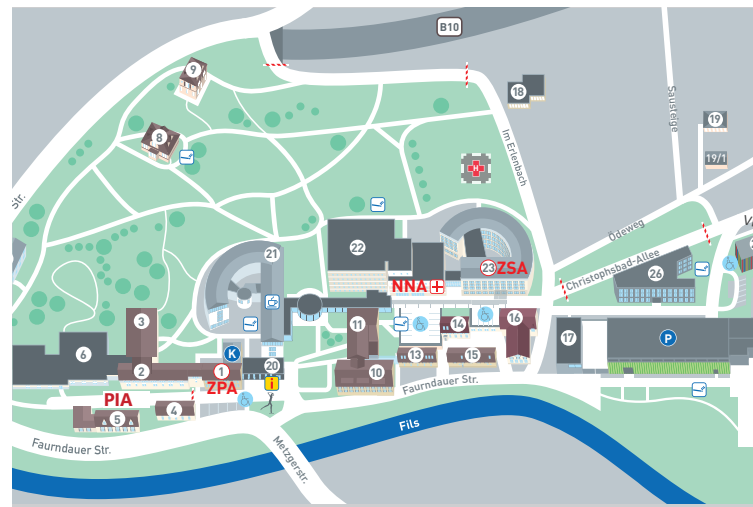 B10
9
18
Sausteige
19
8
19/1
Im Erlenbach
H
Str.
22
Ödeweg
21
23 ZSA
Christophsbad-Allee
26
NNA
3
11
14
16
17
P
6
K
13
15
2
1
20
10
ZPA
i
Faurndauer Str.
PIA
4
5
Fils
Faurndauer Str.
Metzgerstr.